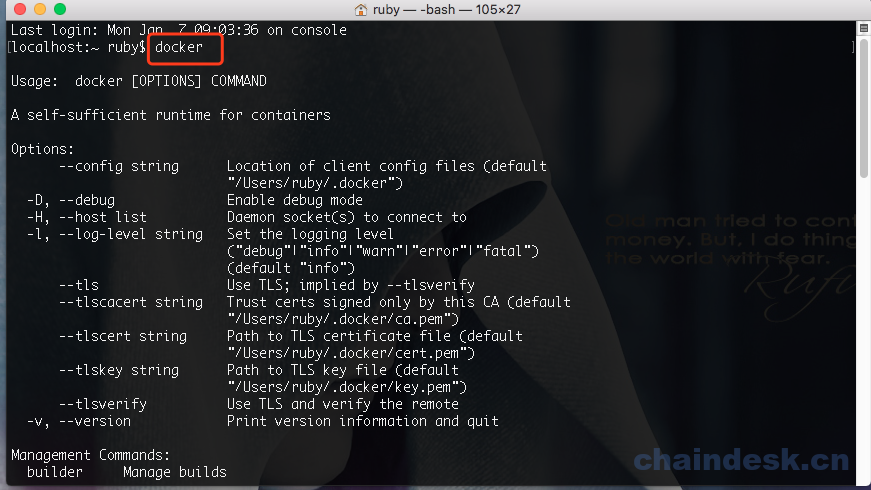 ruby — -bash — 105×27
Last login: Mon Jan  7 09:03:36 on console
[localhost:~ ruby$ docker ]
Usage:  docker [OPTIONS] COMMAND
A self-sufficient runtime for containers
Options:
      --config string      Location of client config files (default
                           "/Users/ruby/.docker")
  -D, --debug              Enable debug mode
  -H, --host list          Daemon socket(s) to connect to
  -l, --log-level string   Set the logging level
                           ("debug"|"info"|"warn"|"error"|"fatal")
                           (default "info")
      --tls                Use TLS; implied by --tlsverify
      --tlscacert string   Trust certs signed only by this CA (default
                           "/Users/ruby/.docker/ca.pem")
      --tlscert string     Path to TLS certificate file (default
                           "/Users/ruby/.docker/cert.pem")
      --tlskey string      Path to TLS key file (default
                           "/Users/ruby/.docker/key.pem")
      --tlsverify          Use TLS and verify the remote
  -v, --version            Print version information and quit
Management Commands:
  builder     Manage builds
Old man tried to
money. But, I do
the world with fear.
chaindesk.cn